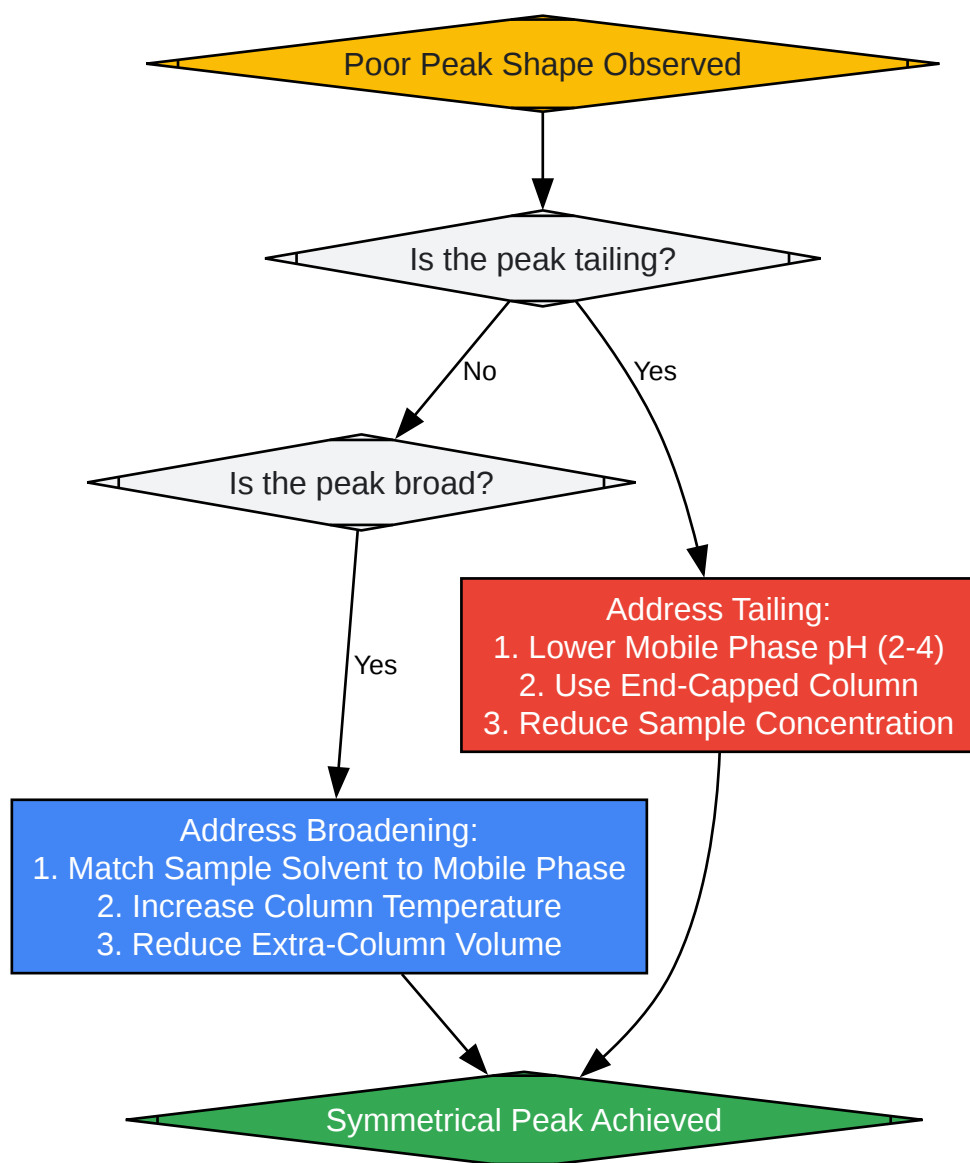 Poor Peak Shape Observed
Is the peak tailing?
No
Yes
Is the peak broad?
Yes
Address Tailing:
1. Lower Mobile Phase pH (2-4)
2. Use End-Capped Column
3. Reduce Sample Concentration
Address Broadening:
1. Match Sample Solvent to Mobile Phase
2. Increase Column Temperature
3. Reduce Extra-Column Volume
Symmetrical Peak Achieved